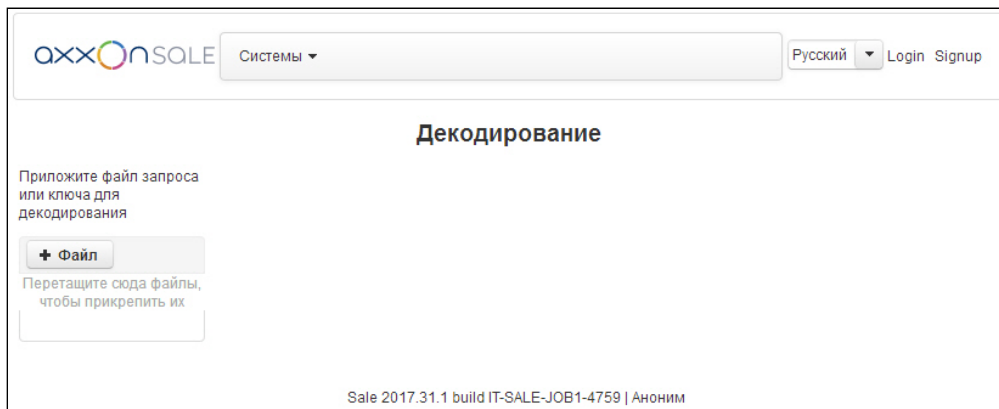 axxOnSALE
Системы
Русский
Login Signup
Декодирование
Приложите файл запроса
или ключа для
декодирования
+ Файл
Перетащите сюда файлы,
чтобы прикрепить их
Sale 2017.31.1 build IT-SALE-JOB1-4759 | Аноним